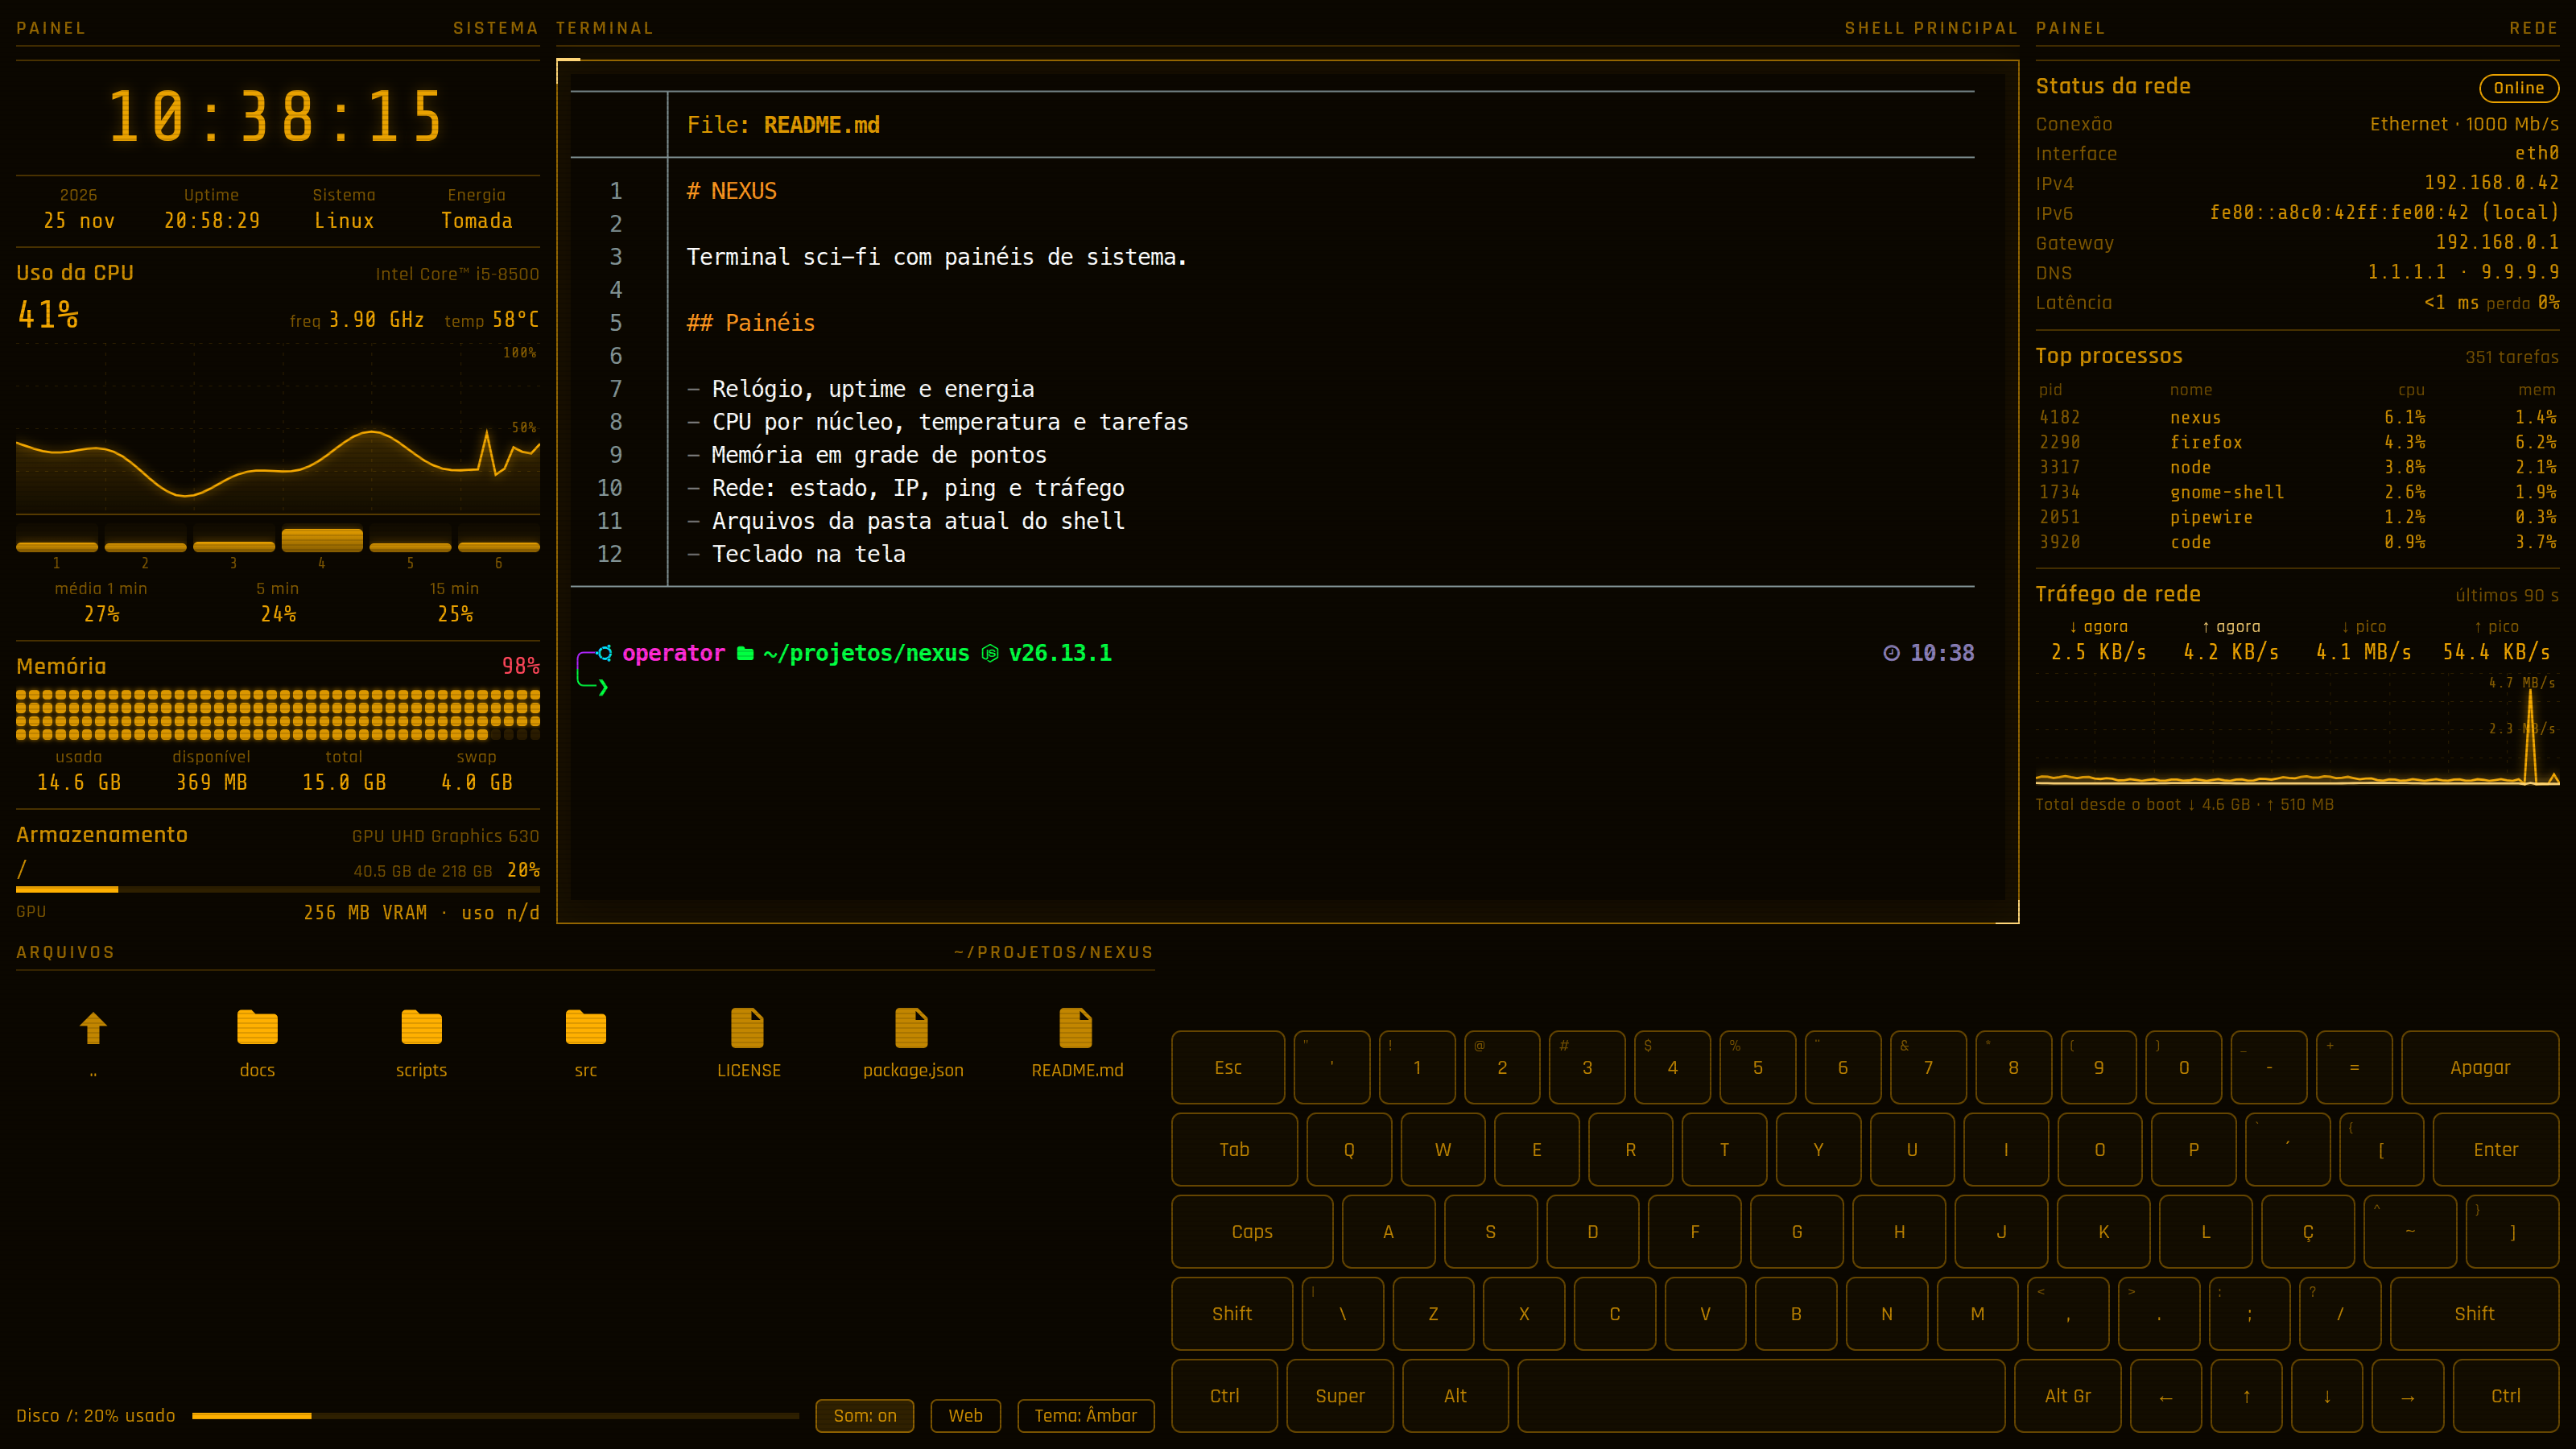 PAINEL SISTEMA
10:38:15
2026 Uptime Sistema Energia
25 nov 20:58:29 Linux Tomada
Uso da CPU Intel Core™ i5-8500
41% freq 3.90 GHz temp 58°C
100%
50%
1 2 3 4 5 6
média 1 min 5 min 15 min
27% 24% 25%
Memória 98%
usada disponível total swap
14.6 GB 369 MB 15.0 GB 4.0 GB
Armazenamento GPU UHD Graphics 630
/ 40.5 GB de 218 GB 20%
GPU 256 MB VRAM · uso n/d
TERMINAL SHELL PRINCIPAL
File: README.md
1 # NEXUS
2
3 Terminal sci-fi com painéis de sistema.
4
5 ## Painéis
6
7 - Relógio, uptime e energia
8 - CPU por núcleo, temperatura e tarefas
9 - Memória em grade de pontos
10 - Rede: estado, IP, ping e tráfego
11 - Arquivos da pasta atual do shell
12 - Teclado na tela
operator ~/projetos/nexus v26.13.1 10:38
❯
PAINEL REDE
Status da rede Online
Conexão Ethernet · 1000 Mb/s
Interface eth0
IPv4 192.168.0.42
IPv6 fe80::a8c0:42ff:fe00:42 (local)
Gateway 192.168.0.1
DNS 1.1.1.1 · 9.9.9.9
Latência <1 ms perda 0%
Top processos 351 tarefas
pid nome cpu mem
4182 nexus 6.1% 1.4%
2290 firefox 4.3% 6.2%
3317 node 3.8% 2.1%
1734 gnome-shell 2.6% 1.9%
2051 pipewire 1.2% 0.3%
3920 code 0.9% 3.7%
Tráfego de rede últimos 90 s
↓ agora ↑ agora ↓ pico ↑ pico
2.5 KB/s 4.2 KB/s 4.1 MB/s 54.4 KB/s
4.7 MB/s
2.3 MB/s
Total desde o boot ↓ 4.6 GB · ↑ 510 MB
ARQUIVOS ~/PROJETOS/NEXUS
.. docs scripts src LICENSE package.json README.md
Disco /: 20% usado Som: on Web Tema: Âmbar
Esc " ' ! 1 @ 2 # 3 $ 4 % 5 ¨ 6 & 7 * 8 ( 9 ) 0 _ - + = Apagar
Tab Q W E R T Y U I O P ` ´ { [ Enter
Caps A S D F G H J K L Ç ^ ~ } ]
Shift | \ Z X C V B N M < , > . : ; ? / Shift
Ctrl Super Alt Alt Gr ← ↑ ↓ → Ctrl